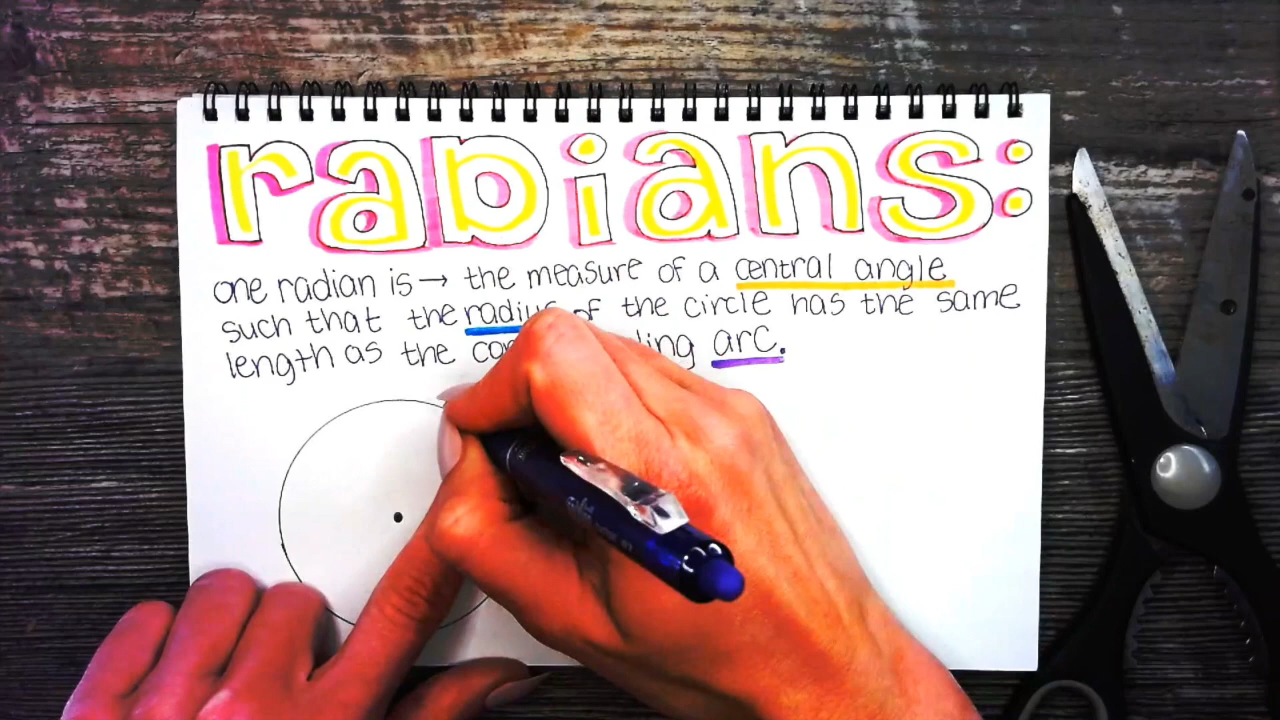 radians:
one radian is → the measure of a central angle
such that the of the circle has the same
length as the arc.